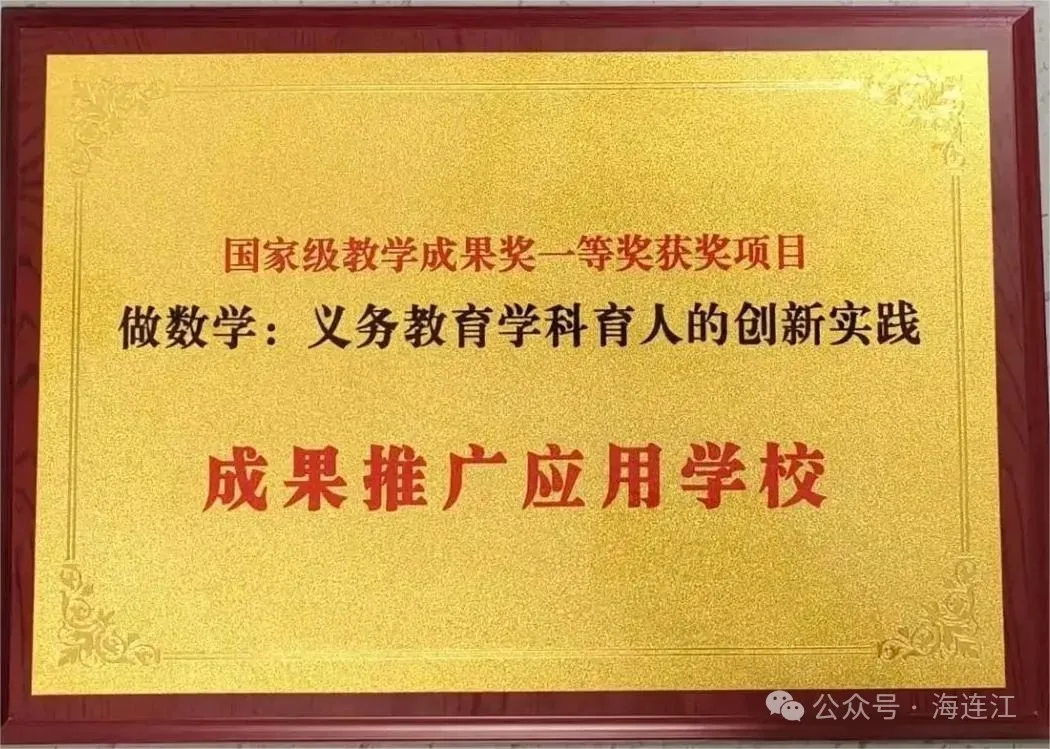 国家级教学成果奖一等奖获奖项目
做数学：义务教育学科育人的创新实践
成果推广应用学校
公众号·海连江